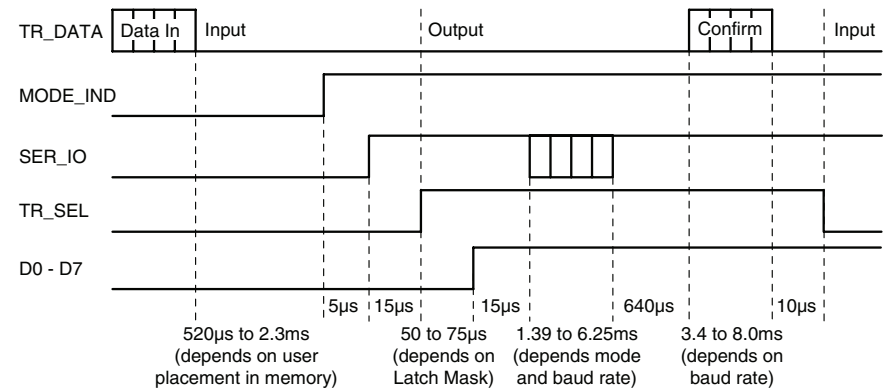 TR_DATA Data In Input Output Confirm Input
MODE_IND
SER_IO
TR_SEL
D0 - D7
5µs 15µs 15µs 640µs 10µs
520µs to 2.3ms
(depends on user
placement in memory)
50 to 75µs
(depends on
Latch Mask)
1.39 to 6.25ms
(depends mode
and baud rate)
3.4 to 8.0ms
(depends on
baud rate)